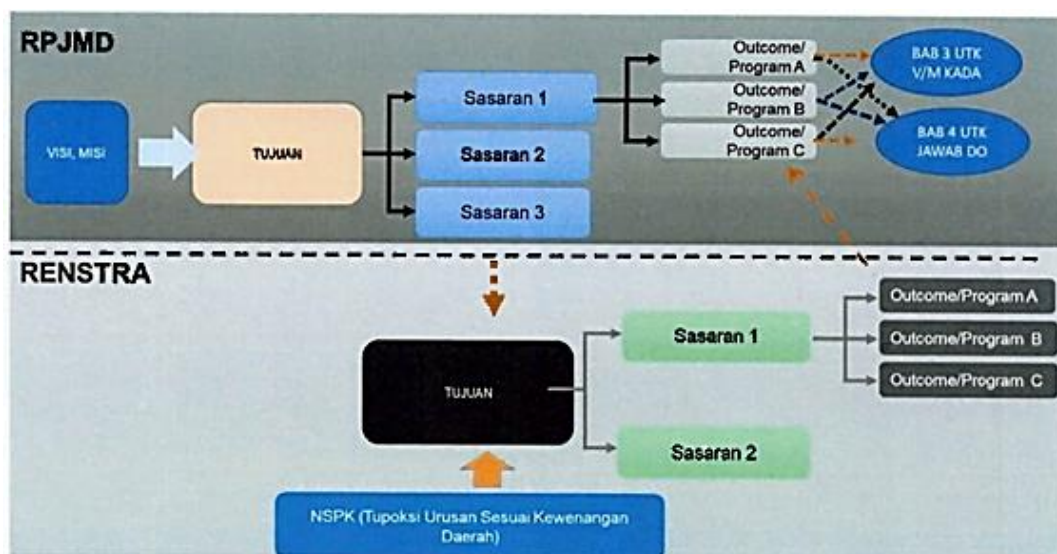 RPJMD
VISI, MISI
TUJUAN
Sasaran 1
Sasaran 2
Sasaran 3
Outcome/
Program A
Outcome/
Program B
Outcome/
Program C
BAB 3 UTK
V/M KADA
BAB 4 UTK
JAWAB DO
RENSTRA
TUJUAN
Sasaran 1
Sasaran 2
Outcome/Program A
Outcome/Program B
Outcome/Program C
NSPK (Tupoksi Urusan Sesuai Kewenangan
Daerah)